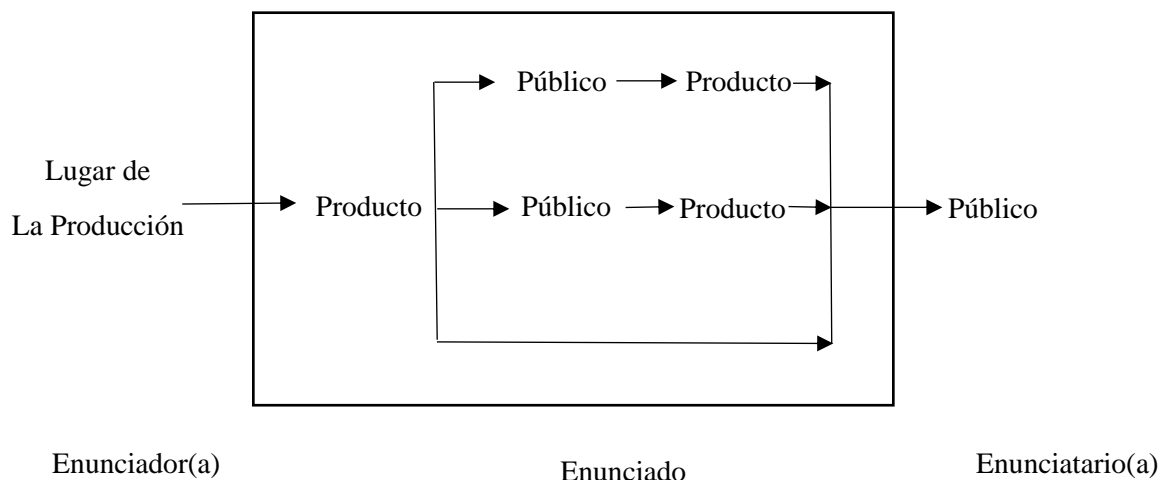 Público Producto
Lugar de
La Producción
Producto Público Producto Público
Enunciador(a) Enunciado Enunciatario(a)